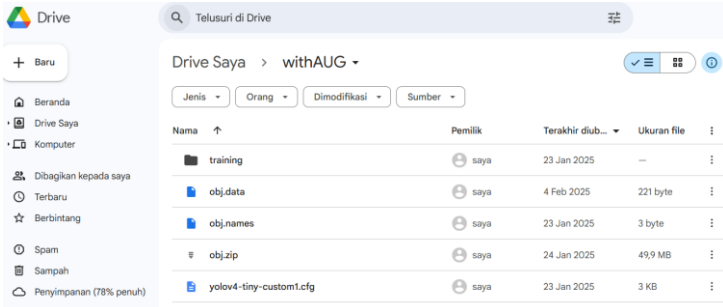 Drive
Telusuri di Drive
Baru
Drive Saya > withAUG
Jenis Orang Dimodifikasi Sumber
Beranda
Drive Saya
Komputer
Dibagikan kepada saya
Terbaru
Berbintang
Spam
Sampah
Penyimpanan (78% penuh)
Nama Pemilik Terakhir diub... Ukuran file
training saya 23 Jan 2025 —
obj.data saya 4 Feb 2025 221 byte
obj.names saya 23 Jan 2025 3 byte
obj.zip saya 24 Jan 2025 49,9 MB
yolov4-tiny-custom1.cfg saya 23 Jan 2025 3 KB